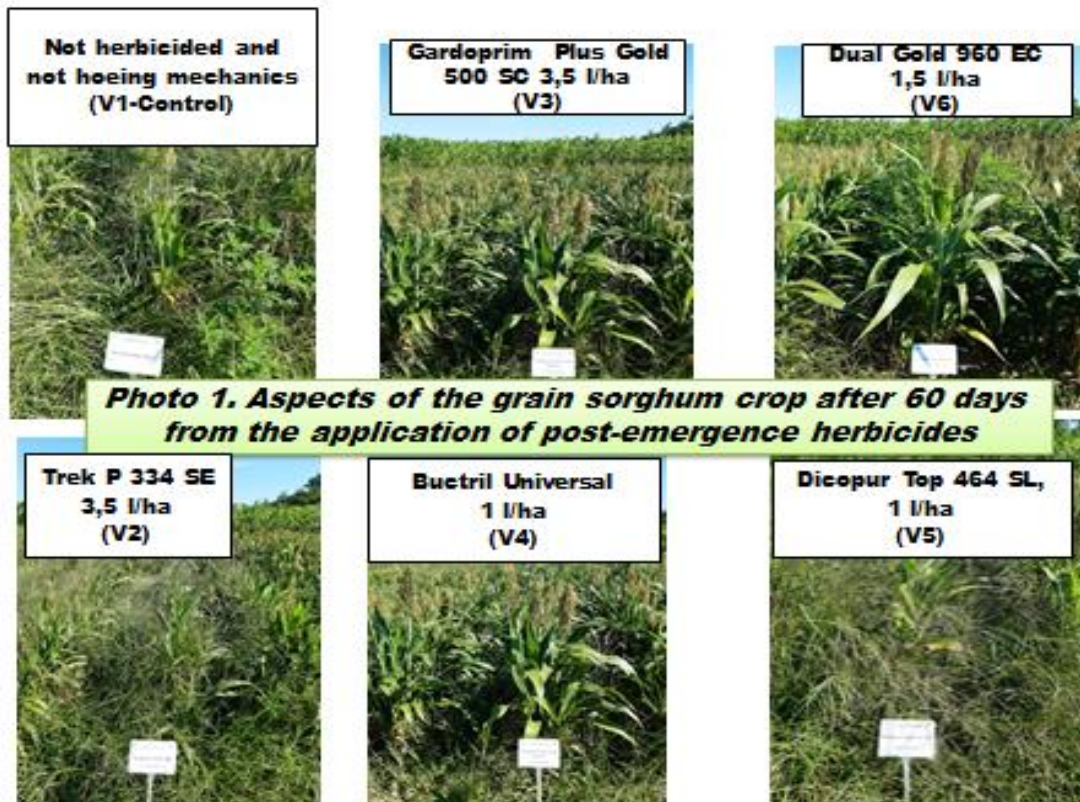 Not herbicided and
not hoeing mechanics
(V1-Control)
Gardoprim Plus Gold
500 SC 3,5 l/ha
(V3)
Dual Gold 960 EC
1,5 l/ha
(V6)
Photo 1. Aspects of the grain sorghum crop after 60 days
from the application of post-emergence herbicides
Trek P 334 SE
3,5 l/ha
(V2)
Buctril Universal
1 l/ha
(V4)
Dicopur Top 464 SL,
1 l/ha
(V5)